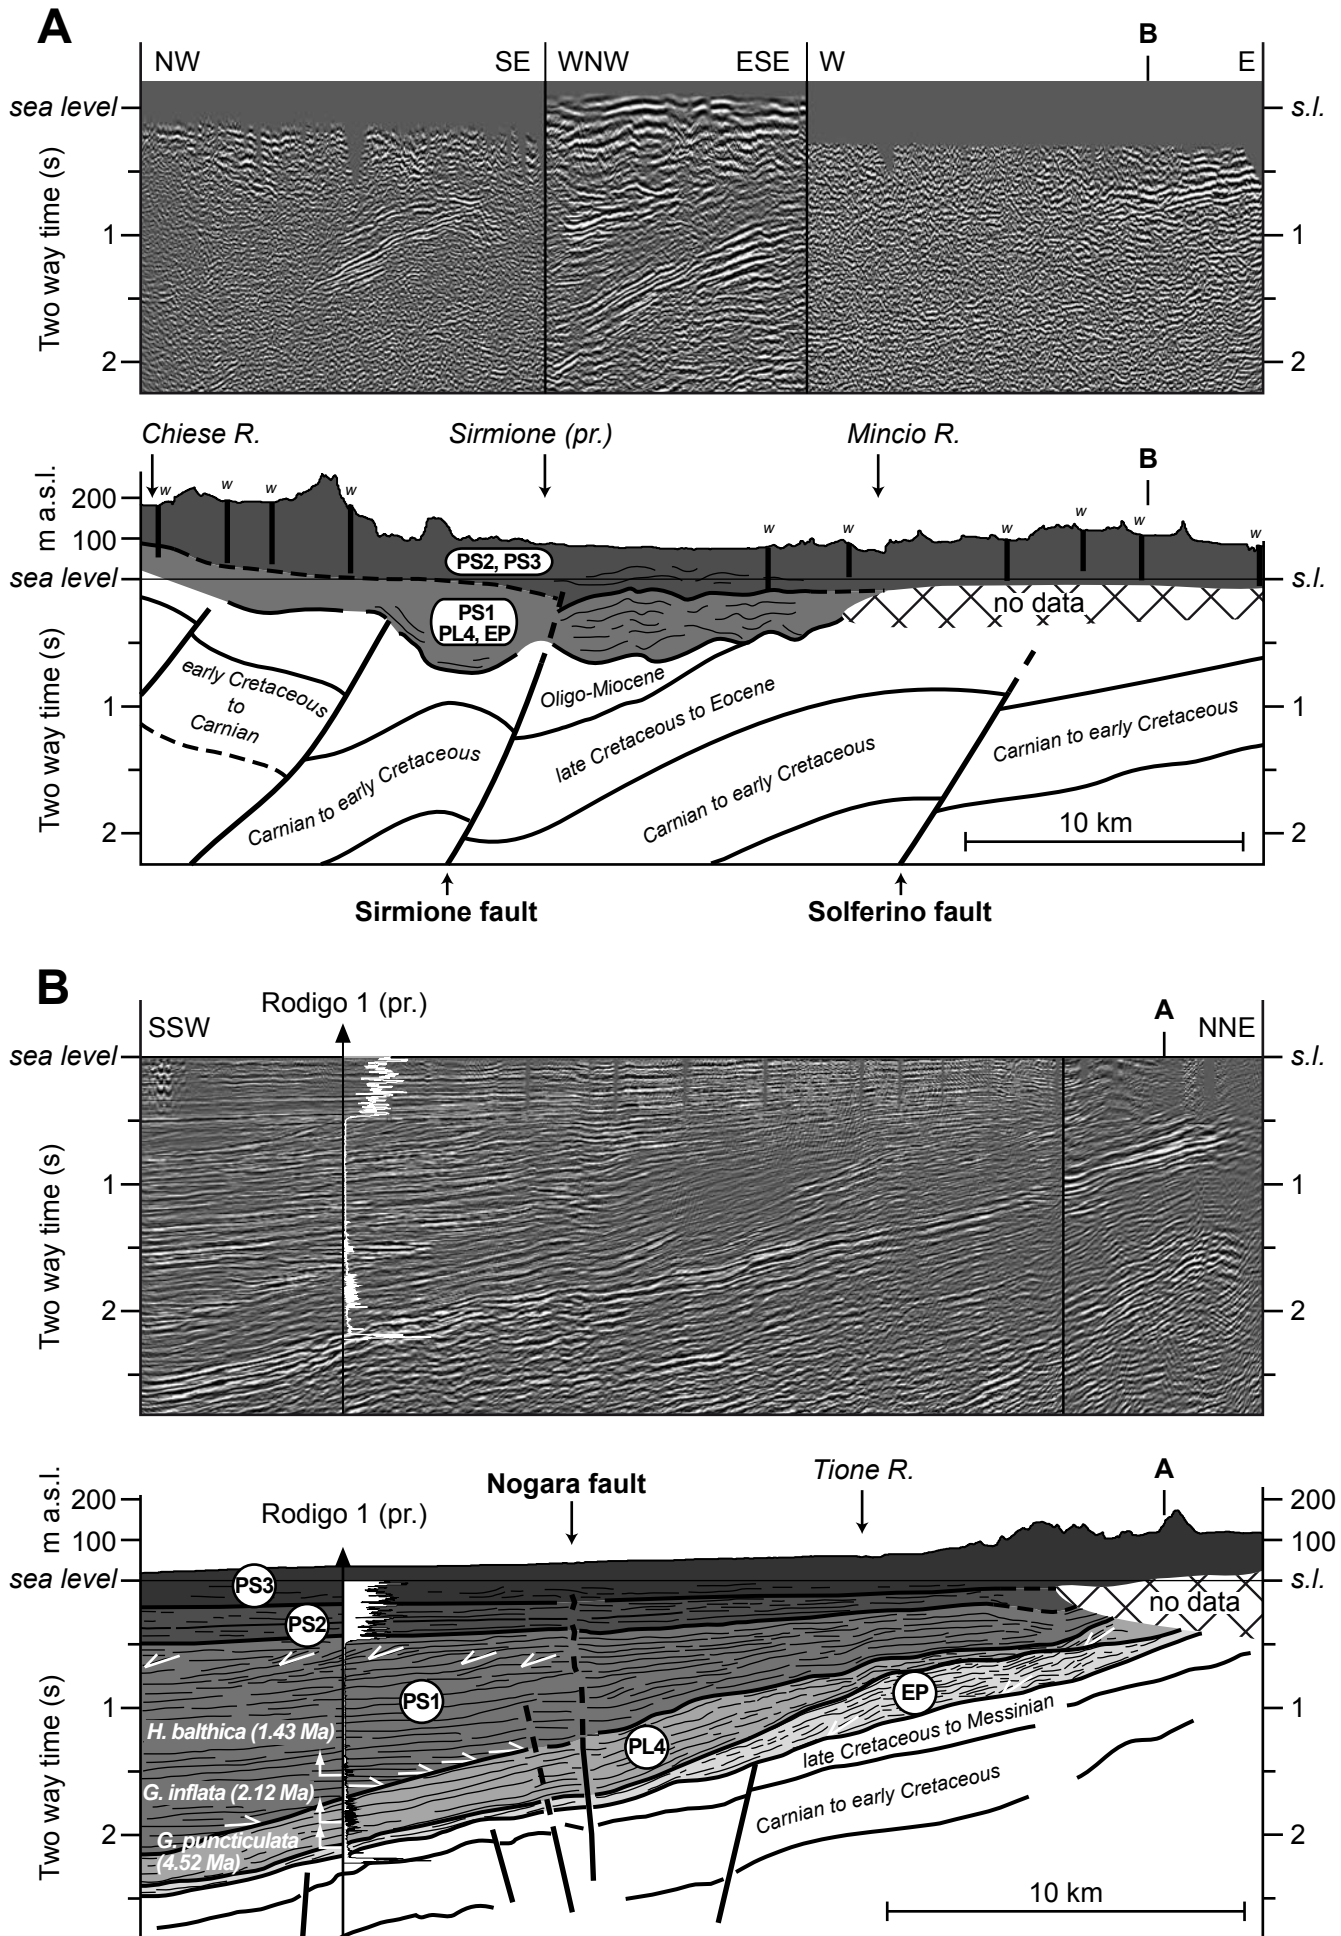 A
B
NW
SE
WNW
ESE
W
E
sea level
s.l.
Two way time (s)
1
1
2
2
Chiese R.
Sirmione (pr.)
Mincio R.
B
m a.s.l.
200
100
w
w
w
w
w
w
w
w
w
w
PS2, PS3
sea level
s.l.
no data
PS1
PL4, EP
Two way time (s)
early Cretaceous
to
Carnian
Oligo-Miocene
late Cretaceous to Eocene
Carnian to early Cretaceous
Carnian to early Cretaceous
Carnian to early Cretaceous
1
1
2
2
10 km
Sirmione fault
Solferino fault
B
Rodigo 1 (pr.)
A
SSW
NNE
sea level
s.l.
Two way time (s)
1
1
2
2
Nogara fault
Tione R.
A
m a.s.l.
200
200
Rodigo 1 (pr.)
100
100
sea level
s.l.
PS3
PS2
no data
Two way time (s)
PS1
EP
1
1
H. balthica (1.43 Ma)
PL4
late Cretaceous to Messinian
G. inflata (2.12 Ma)
Carnian to early Cretaceous
G. puncticulata
(4.52 Ma)
2
2
10 km